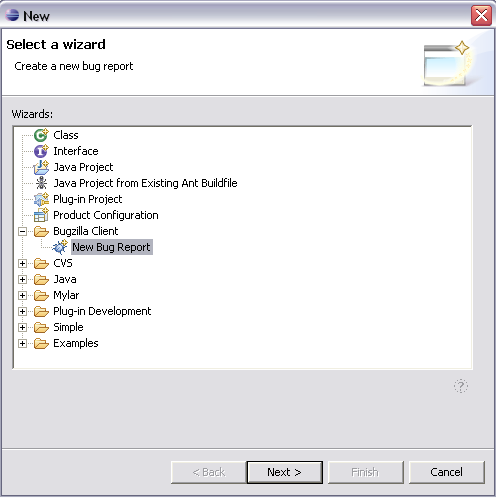 New
Select a wizard
Create a new bug report
Wizards:
Class
Interface
Java Project
Java Project from Existing Ant Buildfile
Plug-in Project
Product Configuration
Bugzilla Client
New Bug Report
CVS
Java
Mylar
Plug-in Development
Simple
Examples
?
< Back Next > Finish Cancel